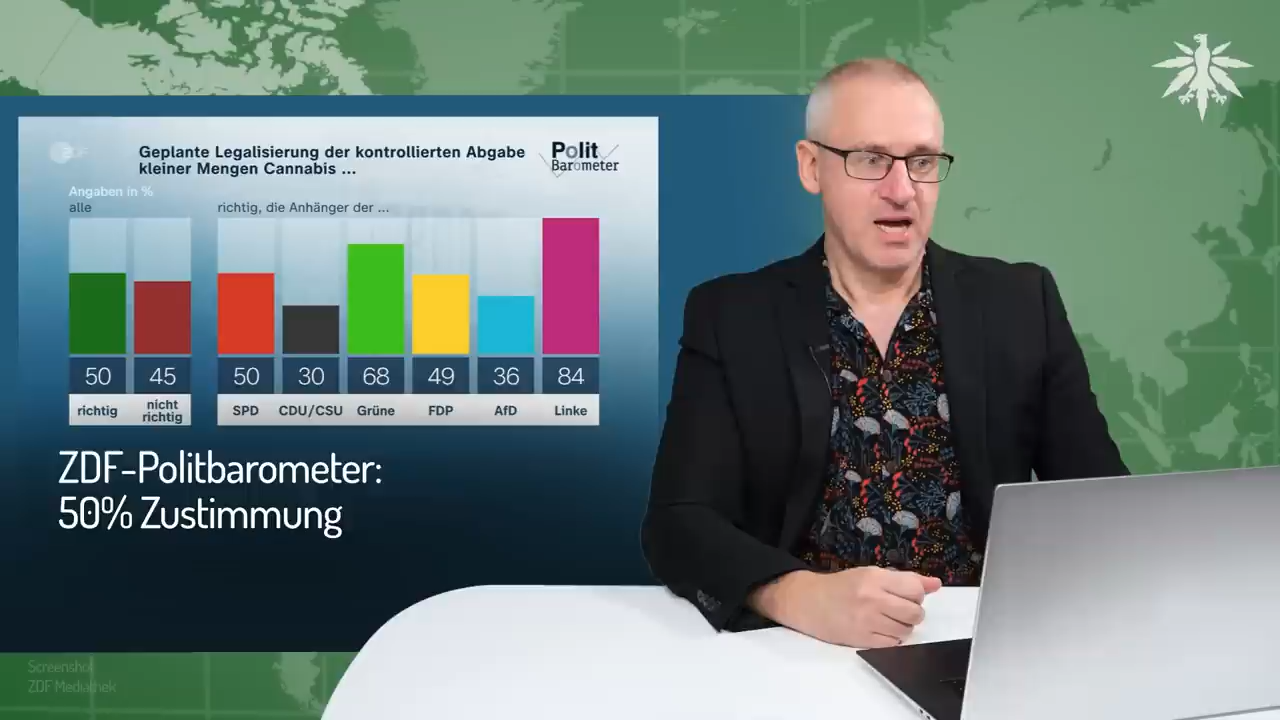 ZDF
Geplante Legalisierung der kontrollierten Abgabe
kleiner Mengen Cannabis ...
Polit
Barometer
Angaben in %
alle
richtig, die Anhänger der ...
50 45 50 30 68 49 36 84
richtig nicht richtig SPD CDU/CSU Grüne FDP AfD Linke
ZDF-Politbarometer:
50% Zustimmung
Screenshot
ZDF Mediathek